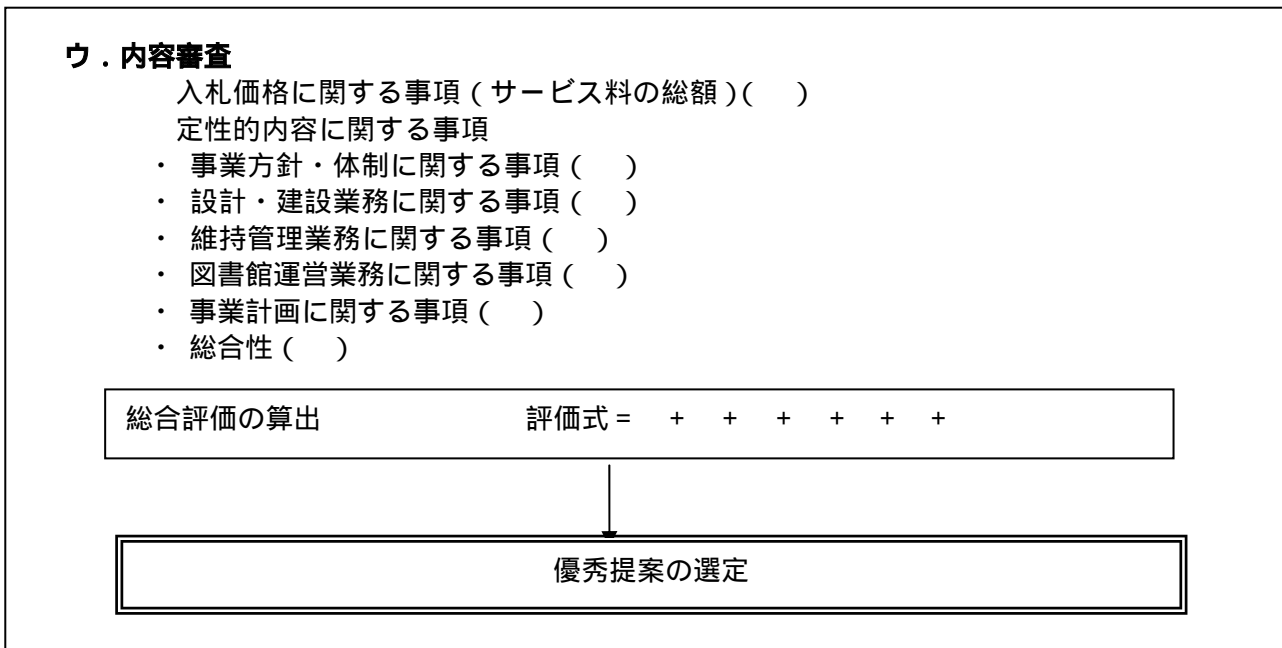 ウ．内容審査
入札価格に関する事項（サービス料の総額）(　)
定性的内容に関する事項
・ 事業方針・体制に関する事項（　）
・ 設計・建設業務に関する事項（　）
・ 維持管理業務に関する事項（　）
・ 図書館運営業務に関する事項（　）
・ 事業計画に関する事項（　）
・ 総合性（　）
総合評価の算出　評価式＝　+　+　+　+　+　+
優秀提案の選定